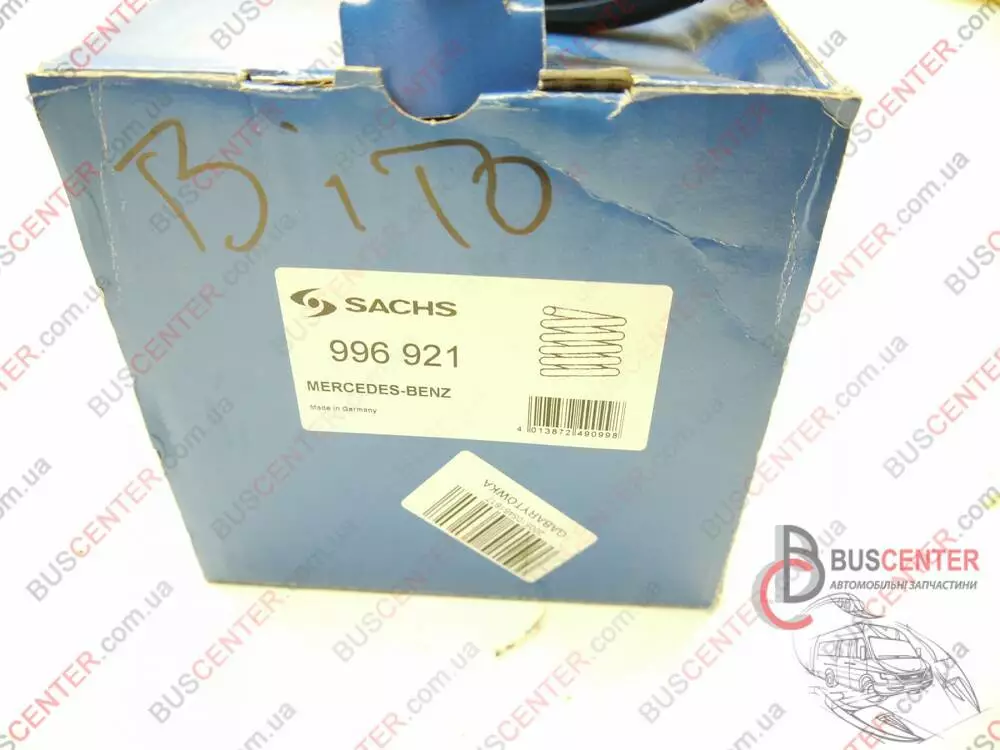 Віто
SACHS
996 921
MERCEDES-BENZ
Made in Germany
4 013872 490998
GABARYTOWKA
BUSCENTER
АВТОМОБІЛЬНІ ЗАПЧАСТИНИ
BUSCENTER.com.ua